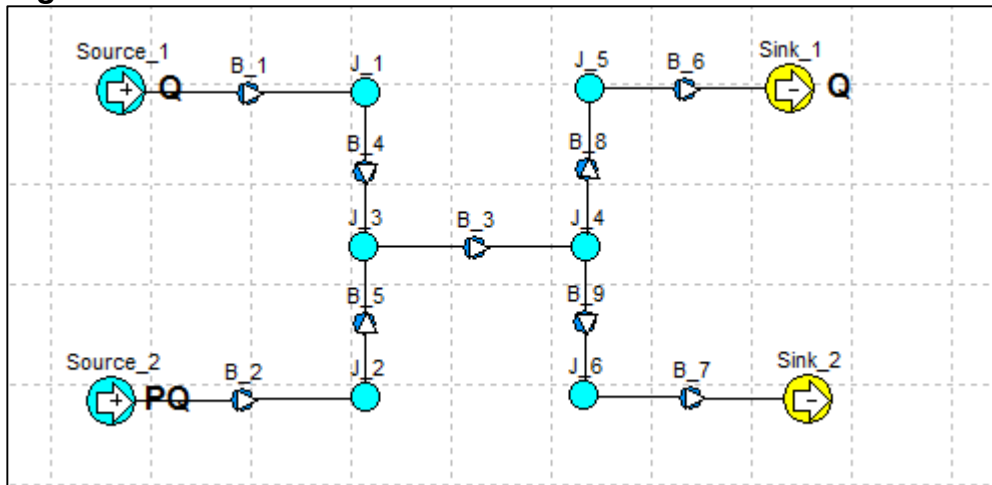 Source_1
B_1
J_1
J_5
B_6
Sink_1
Q
Q
B_4
B_8
J_3
B_3
J_4
B_5
B_9
Source_2
B_2
J_2
J_6
B_7
Sink_2
PQ